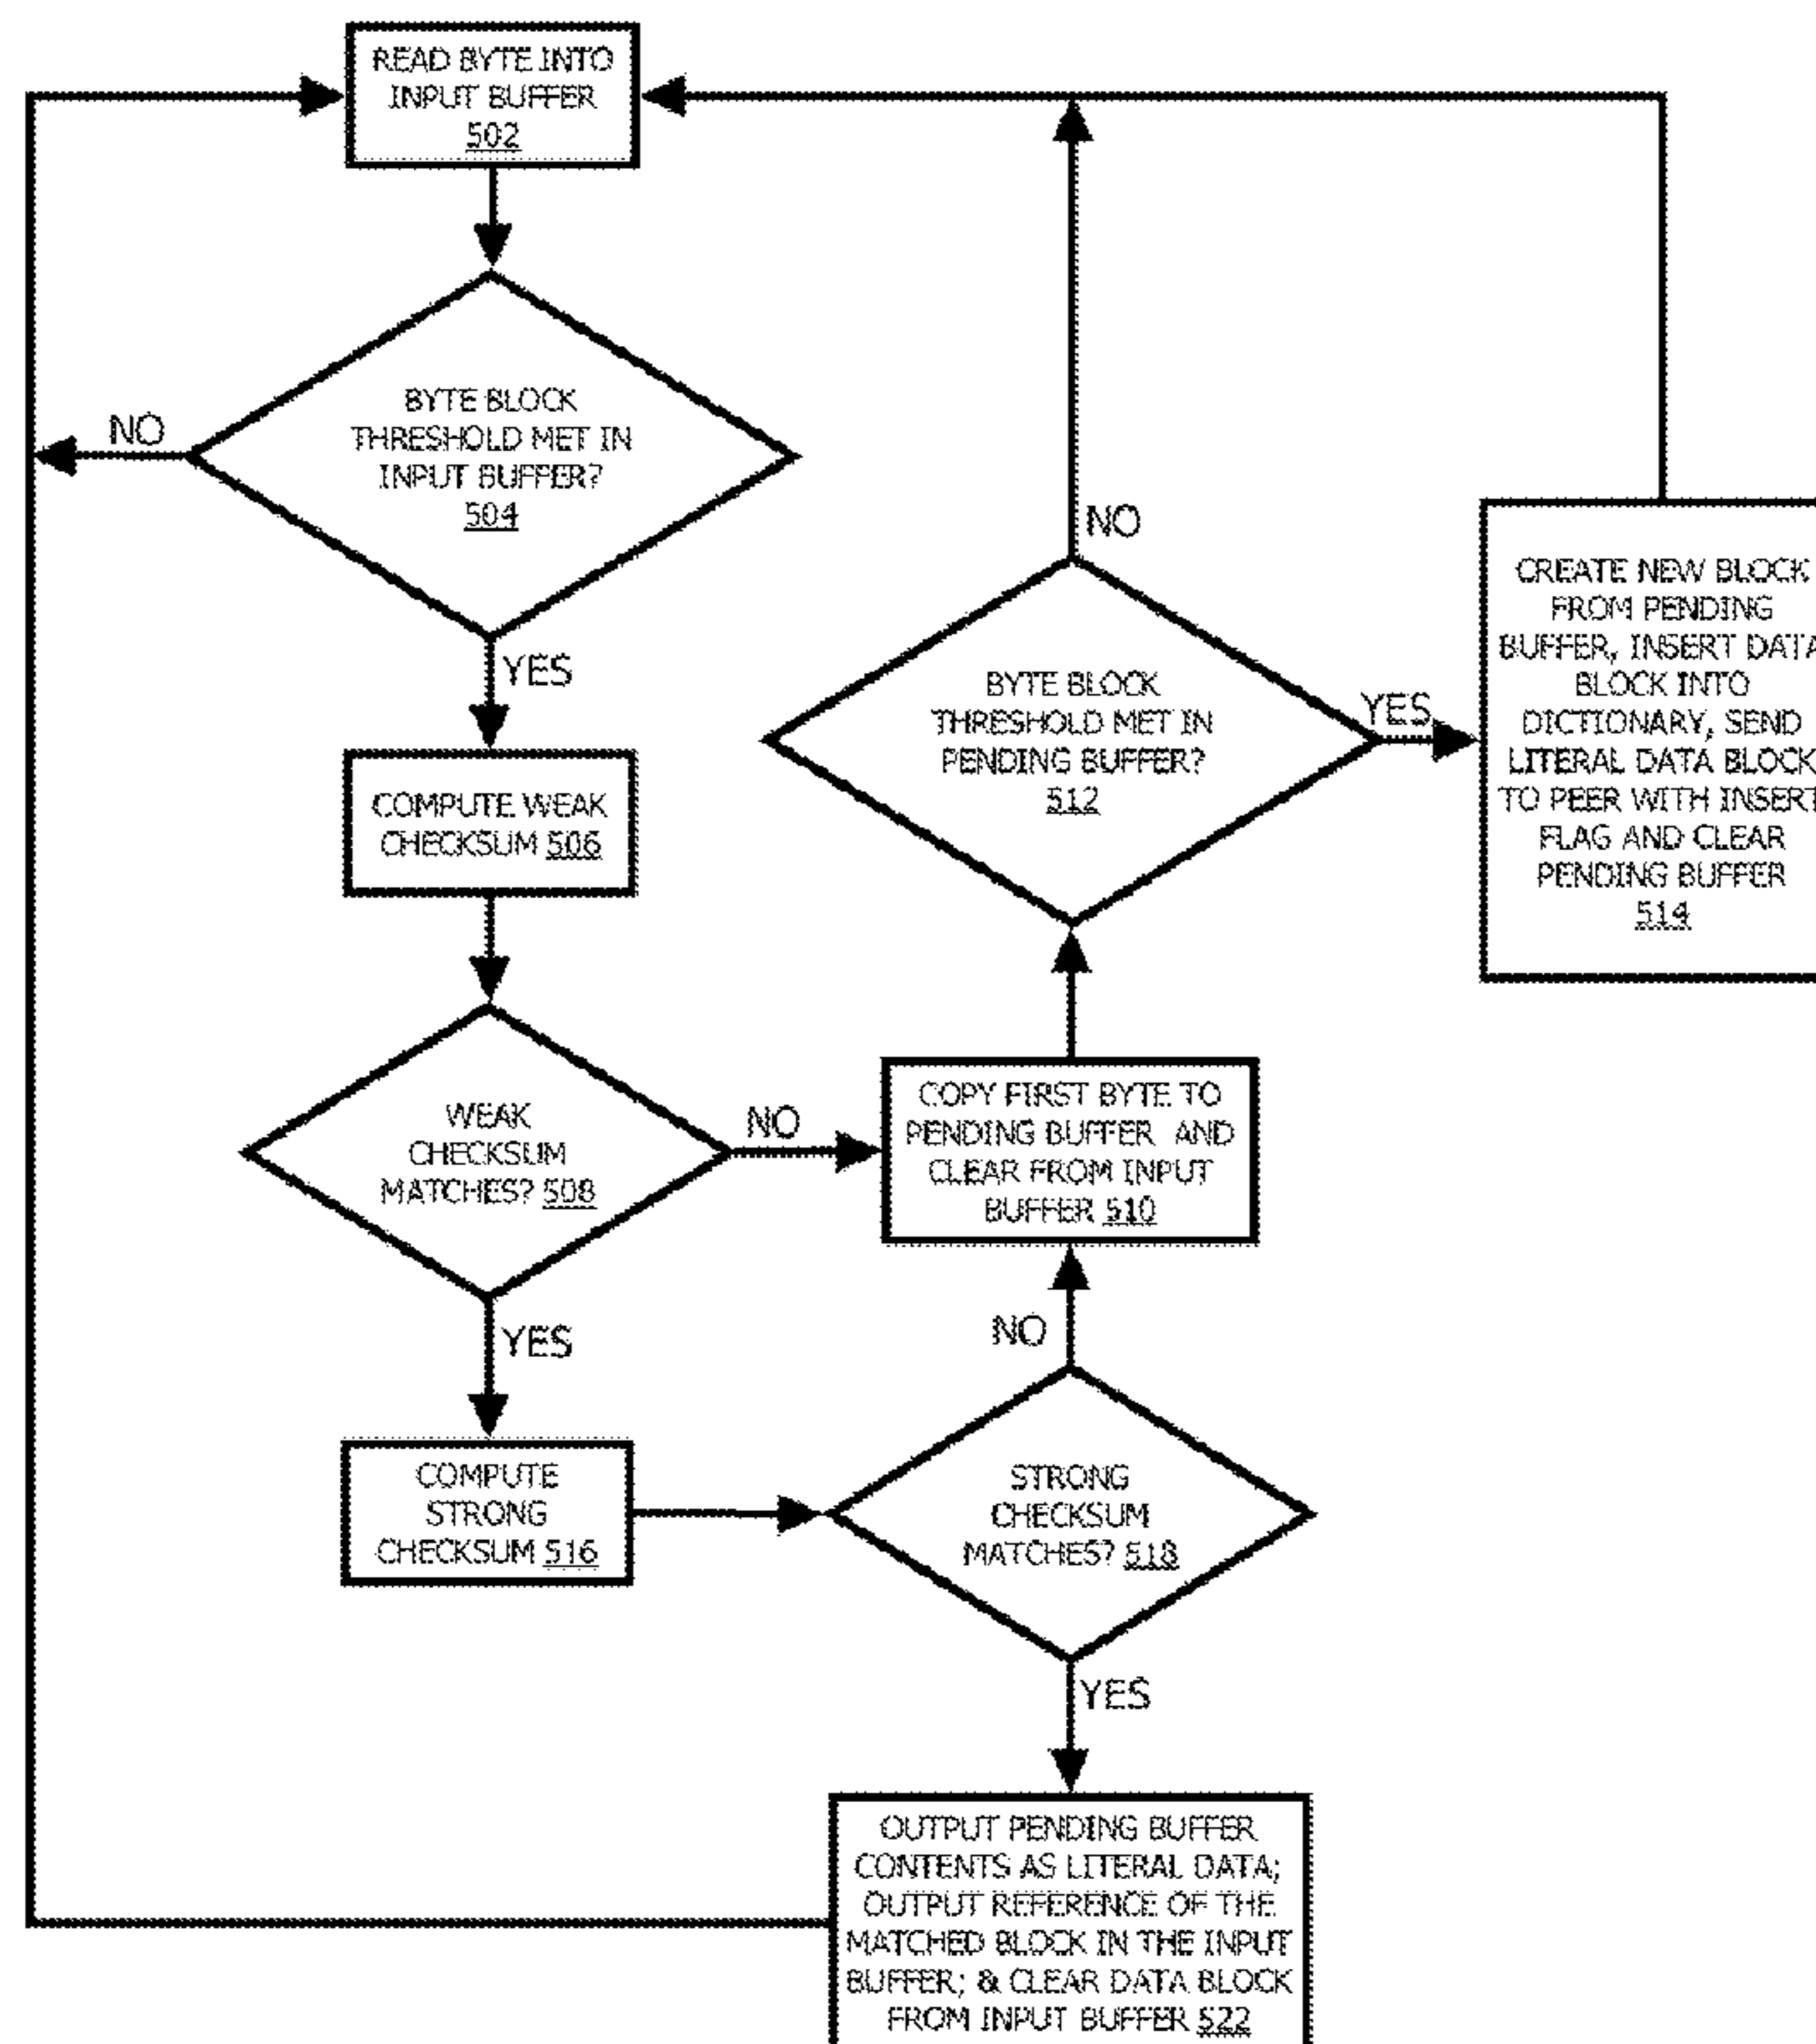 READ BYTE INTO
INPUT BUFFER
502
BYTE BLOCK
THRESHOLD MET IN
INPUT BUFFER?
504
NO
YES
COMPUTE WEAK
CHECKSUM 506
WEAK
CHECKSUM
MATCHES? 508
NO
YES
COPY FIRST BYTE TO
PENDING BUFFER AND
CLEAR FROM INPUT
BUFFER 510
BYTE BLOCK
THRESHOLD MET IN
PENDING BUFFER?
512
NO
YES
CREATE NEW BLOCK
FROM PENDING
BUFFER, INSERT DATA
BLOCK INTO
DICTIONARY, SEND
LITERAL DATA BLOCK
TO PEER WITH INSERT
FLAG AND CLEAR
PENDING BUFFER
514
COMPUTE
STRONG
CHECKSUM 516
STRONG
CHECKSUM
MATCHES? 518
NO
YES
OUTPUT PENDING BUFFER
CONTENTS AS LITERAL DATA;
OUTPUT REFERENCE OF THE
MATCHED BLOCK IN THE INPUT
BUFFER; & CLEAR DATA BLOCK
FROM INPUT BUFFER 522